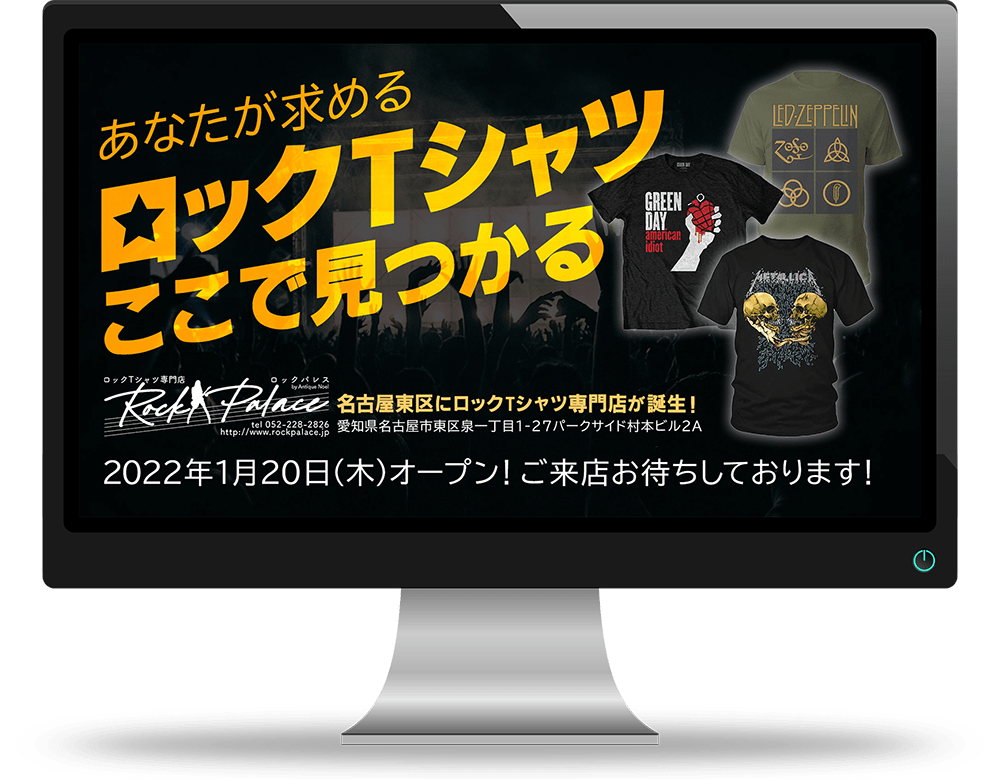 あなたが求める
ロックTシャツ
ここで見つかる
LED-ZEPPELIN
ZOSO
GREEN DAY
GREEN
DAY
american
idiot
METALLICA
ロックTシャツ専門店 ロックパレス
by Antique Noel
Rock Palace
tel 052-228-2826
http://www.rockpalace.jp
名古屋東区にロックTシャツ専門店が誕生！
愛知県名古屋市東区泉一丁目1-27パークサイド村本ビル2A
2022年1月20日(木)オープン！ご来店お待ちしております！